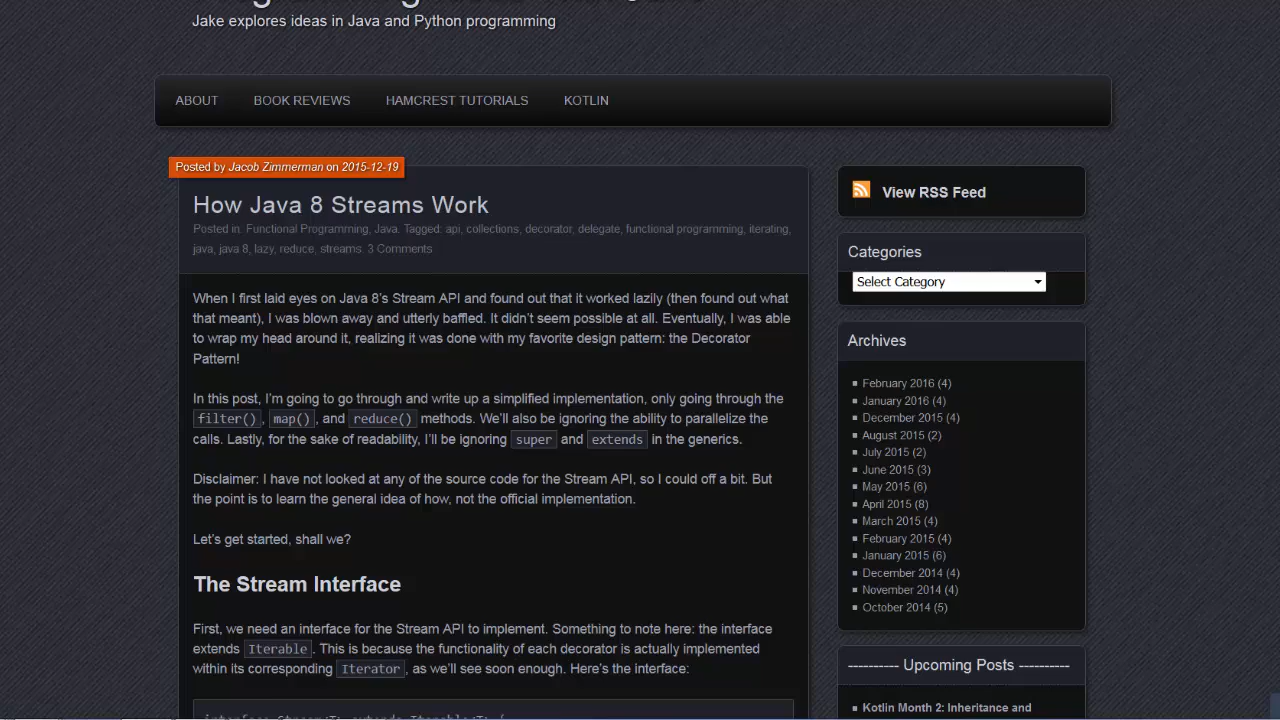 Jake explores ideas in Java and Python programming
ABOUT BOOK REVIEWS HAMCREST TUTORIALS KOTLIN
Posted by Jacob Zimmerman on 2015-12-19
How Java 8 Streams Work
Posted in: Functional Programming, Java. Tagged: api, collections, decorator, delegate, functional programming, iterating,
java, java 8, lazy, reduce, streams. 3 Comments
When I first laid eyes on Java 8's Stream API and found out that it worked lazily (then found out what
that meant), I was blown away and utterly baffled. It didn't seem possible at all. Eventually, I was able
to wrap my head around it, realizing it was done with my favorite design pattern: the Decorator
Pattern!
In this post, I'm going to go through and write up a simplified implementation, only going through the
filter(), map(), and reduce() methods. We'll also be ignoring the ability to parallelize the
calls. Lastly, for the sake of readability, I'll be ignoring super and extends in the generics.
Disclaimer: I have not looked at any of the source code for the Stream API, so I could off a bit. But
the point is to learn the general idea of how, not the official implementation.
Let's get started, shall we?
The Stream Interface
First, we need an interface for the Stream API to implement. Something to note here: the interface
extends Iterable. This is because the functionality of each decorator is actually implemented
within its corresponding Iterator, as we'll see soon enough. Here's the interface:
View RSS Feed
Categories
Select Category
Archives
February 2016 (4)
January 2016 (4)
December 2015 (4)
August 2015 (2)
July 2015 (2)
June 2015 (3)
May 2015 (6)
April 2015 (8)
March 2015 (4)
February 2015 (4)
January 2015 (6)
December 2014 (4)
November 2014 (4)
October 2014 (5)
---------- Upcoming Posts ----------
Kotlin Month 2: Inheritance and